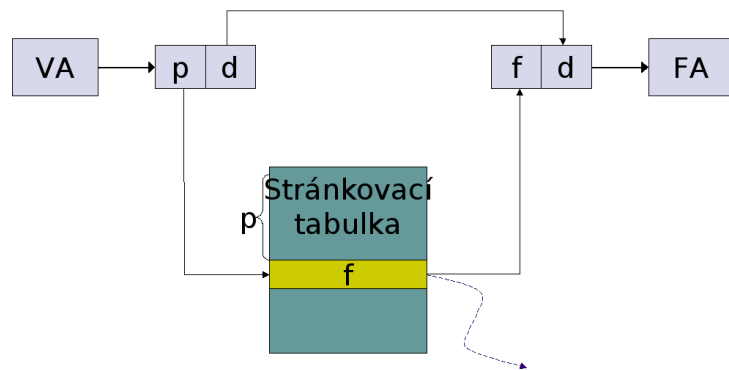 VA
p d
f d
FA
Stránkovací
tabulka
p
f